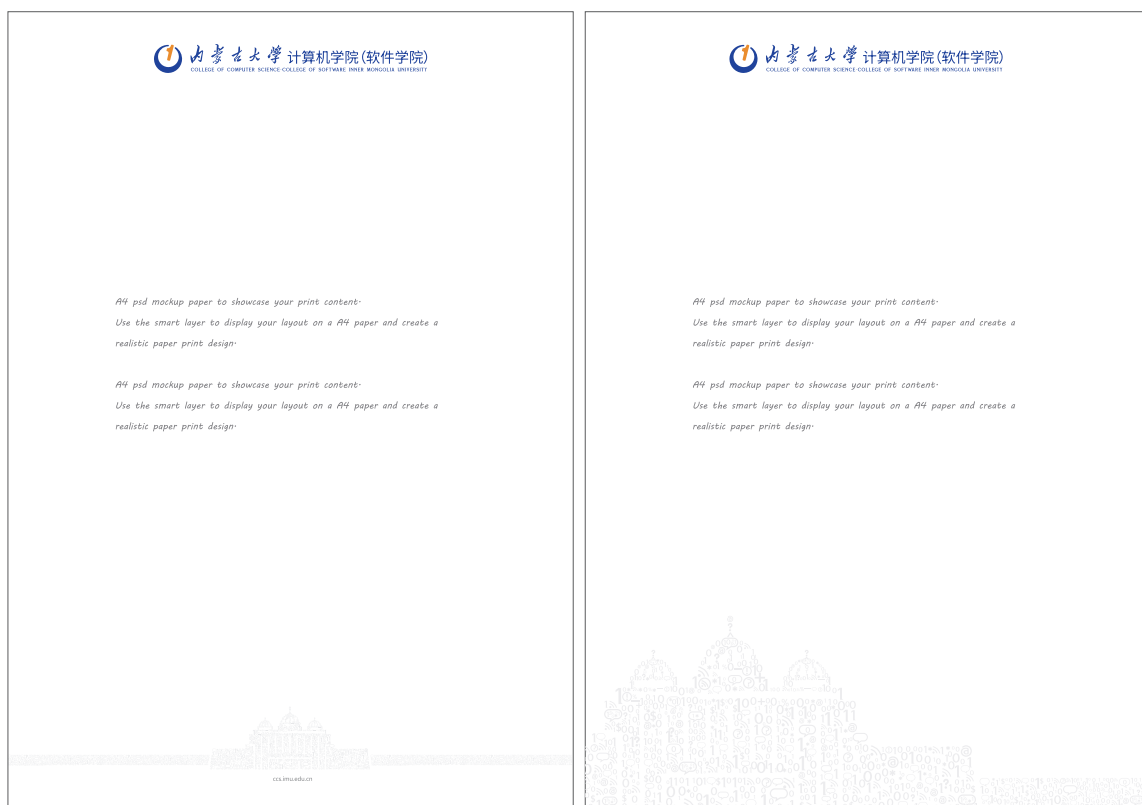 内蒙古大学 计算机学院(软件学院)
COLLEGE OF COMPUTER SCIENCE·COLLEGE OF SOFTWARE INNER MONGOLIA UNIVERSITY
A4 psd mockup paper to showcase your print content.
Use the smart layer to display your layout on a A4 paper and create a
realistic paper print design.
A4 psd mockup paper to showcase your print content.
Use the smart layer to display your layout on a A4 paper and create a
realistic paper print design.
ccs.imu.edu.cn
内蒙古大学 计算机学院(软件学院)
COLLEGE OF COMPUTER SCIENCE·COLLEGE OF SOFTWARE INNER MONGOLIA UNIVERSITY
A4 psd mockup paper to showcase your print content.
Use the smart layer to display your layout on a A4 paper and create a
realistic paper print design.
A4 psd mockup paper to showcase your print content.
Use the smart layer to display your layout on a A4 paper and create a
realistic paper print design.